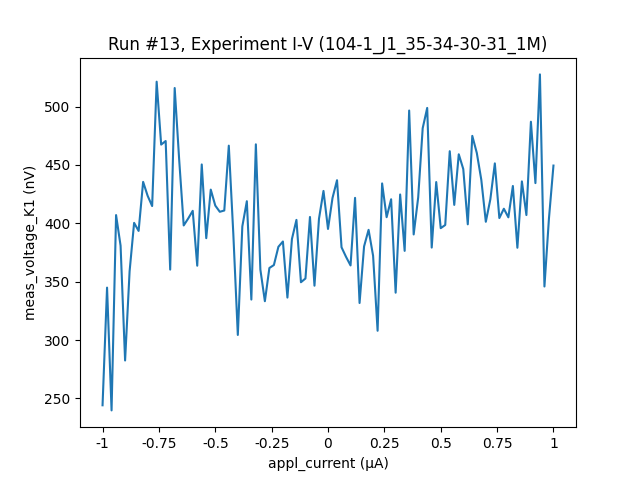 Run #13, Experiment I-V (104-1_J1_35-34-30-31_1M)
500
450
400
350
300
250
meas_voltage_K1 (nV)
-1 -0.75 -0.5 -0.25 0 0.25 0.5 0.75 1
appl_current (μA)